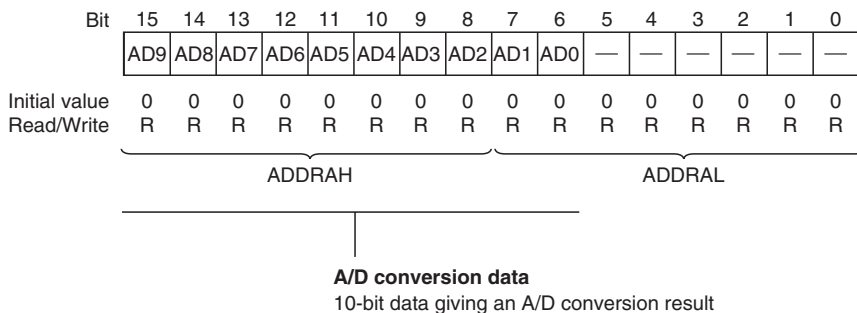 Bit 15 14 13 12 11 10 9 8 7 6 5 4 3 2 1 0
AD9 AD8 AD7 AD6 AD5 AD4 AD3 AD2 AD1 AD0 — — — — — —
Initial value 0 0 0 0 0 0 0 0 0 0 0 0 0 0 0 0
Read/Write R R R R R R R R R R R R R R R R
ADDRAH ADDRAL
A/D conversion data
10-bit data giving an A/D conversion result